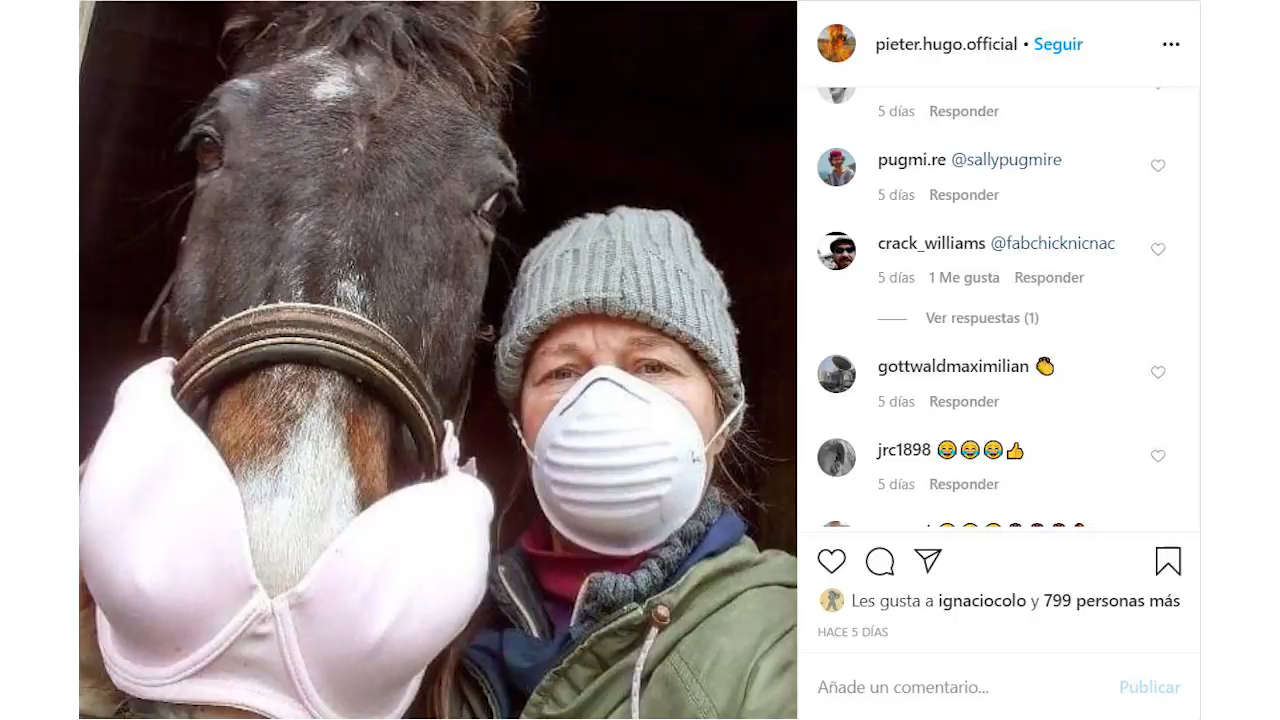 pieter.hugo.official • Seguir
5 días Responder
pugmi.re @sallypugmire
5 días Responder
crack_williams @fabchicknicnac
5 días 1 Me gusta Responder
Ver respuestas (1)
gottwaldmaximilian 👏
5 días Responder
jrc1898 😂😂😂👍
5 días Responder
Les gusta a ignaciocolo y 799 personas más
HACE 5 DÍAS
Añade un comentario... Publicar